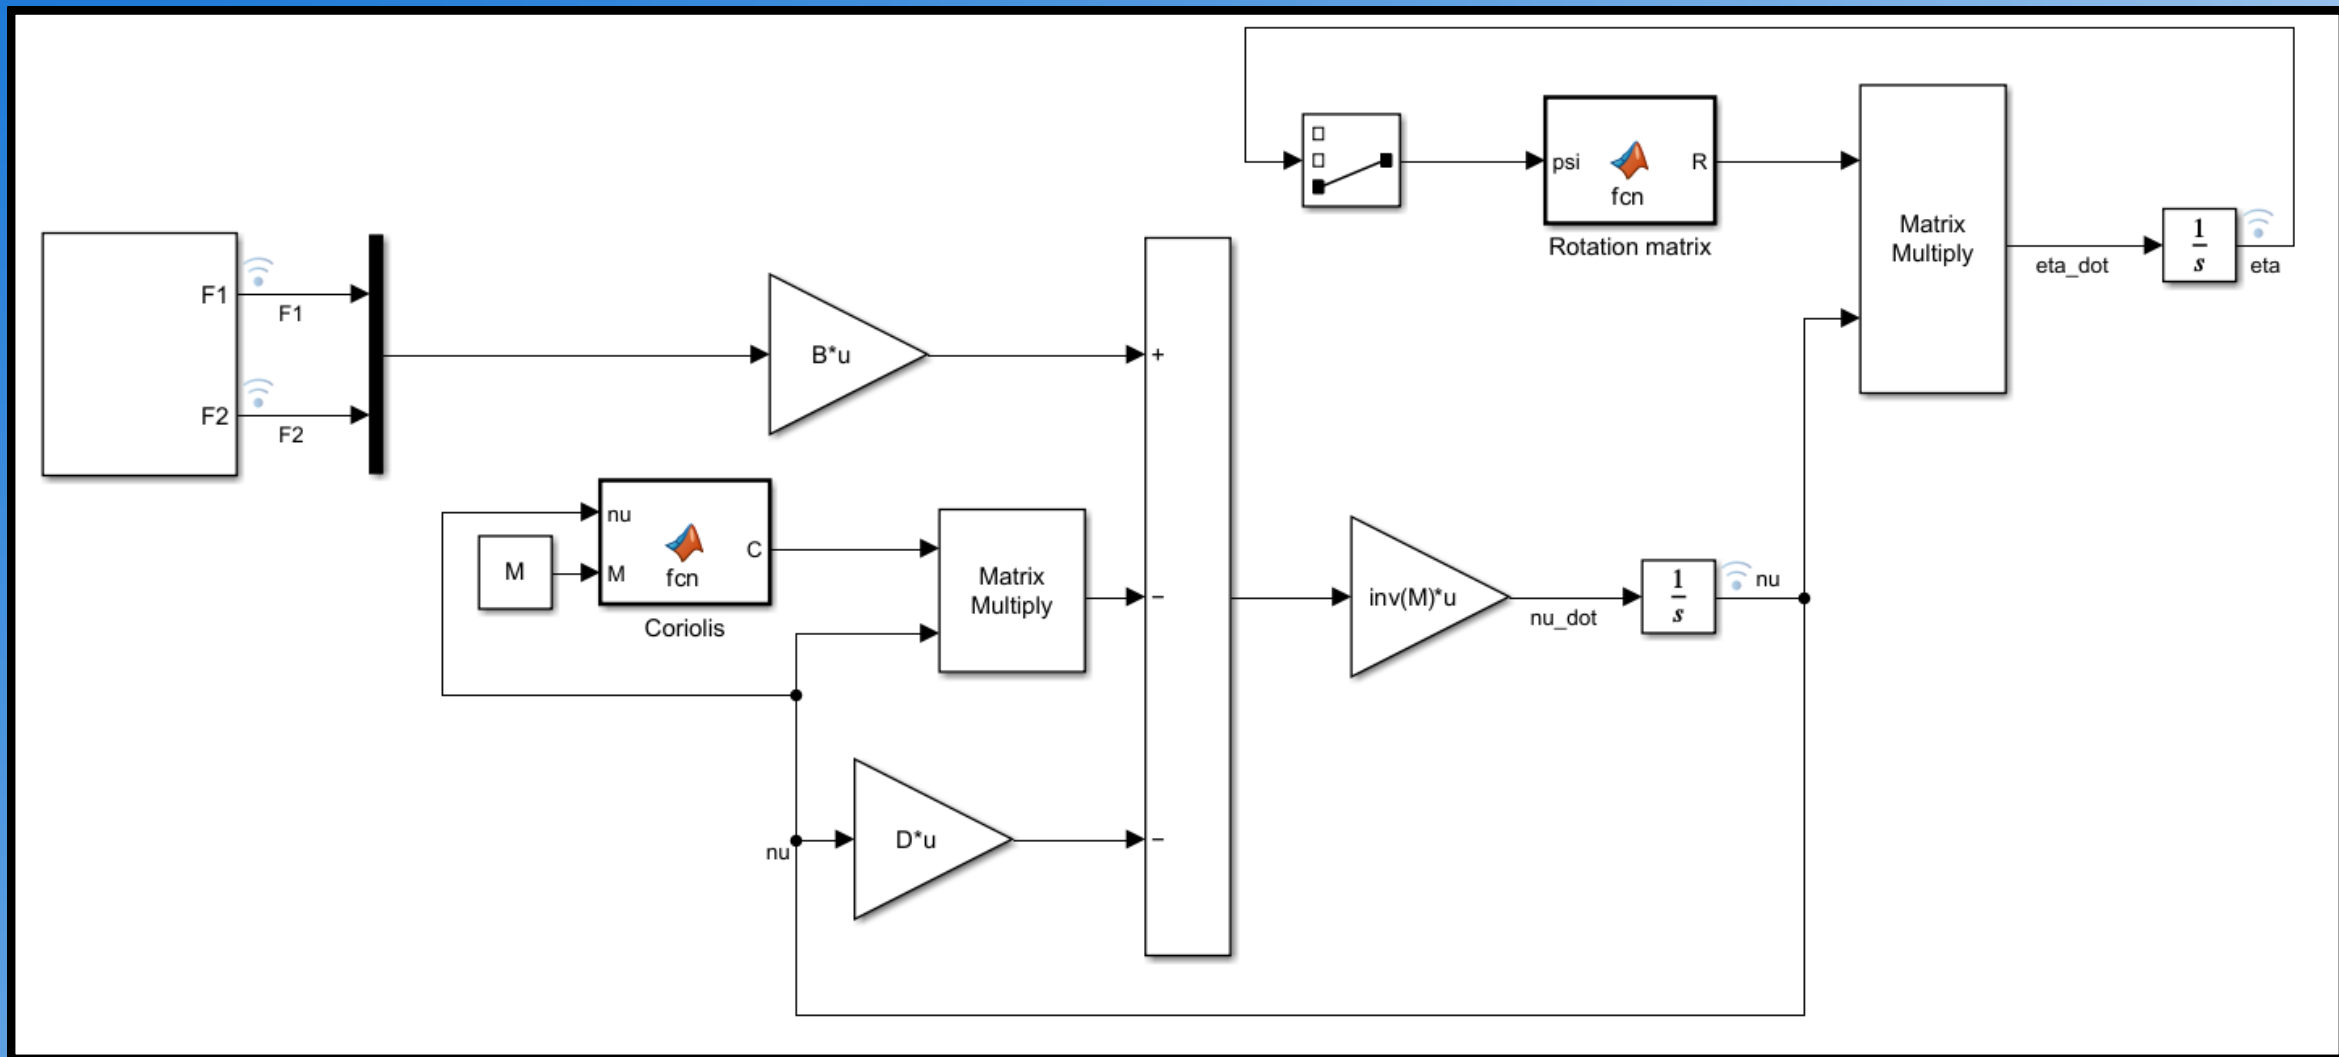 psi
R
fcn
Rotation matrix
Matrix
Multiply
eta_dot
1
s
eta
F1
F1
F2
F2
B*u
+
nu
M
M
fcn
C
Coriolis
Matrix
Multiply
−
inv(M)*u
nu_dot
1
s
nu
nu
D*u
−